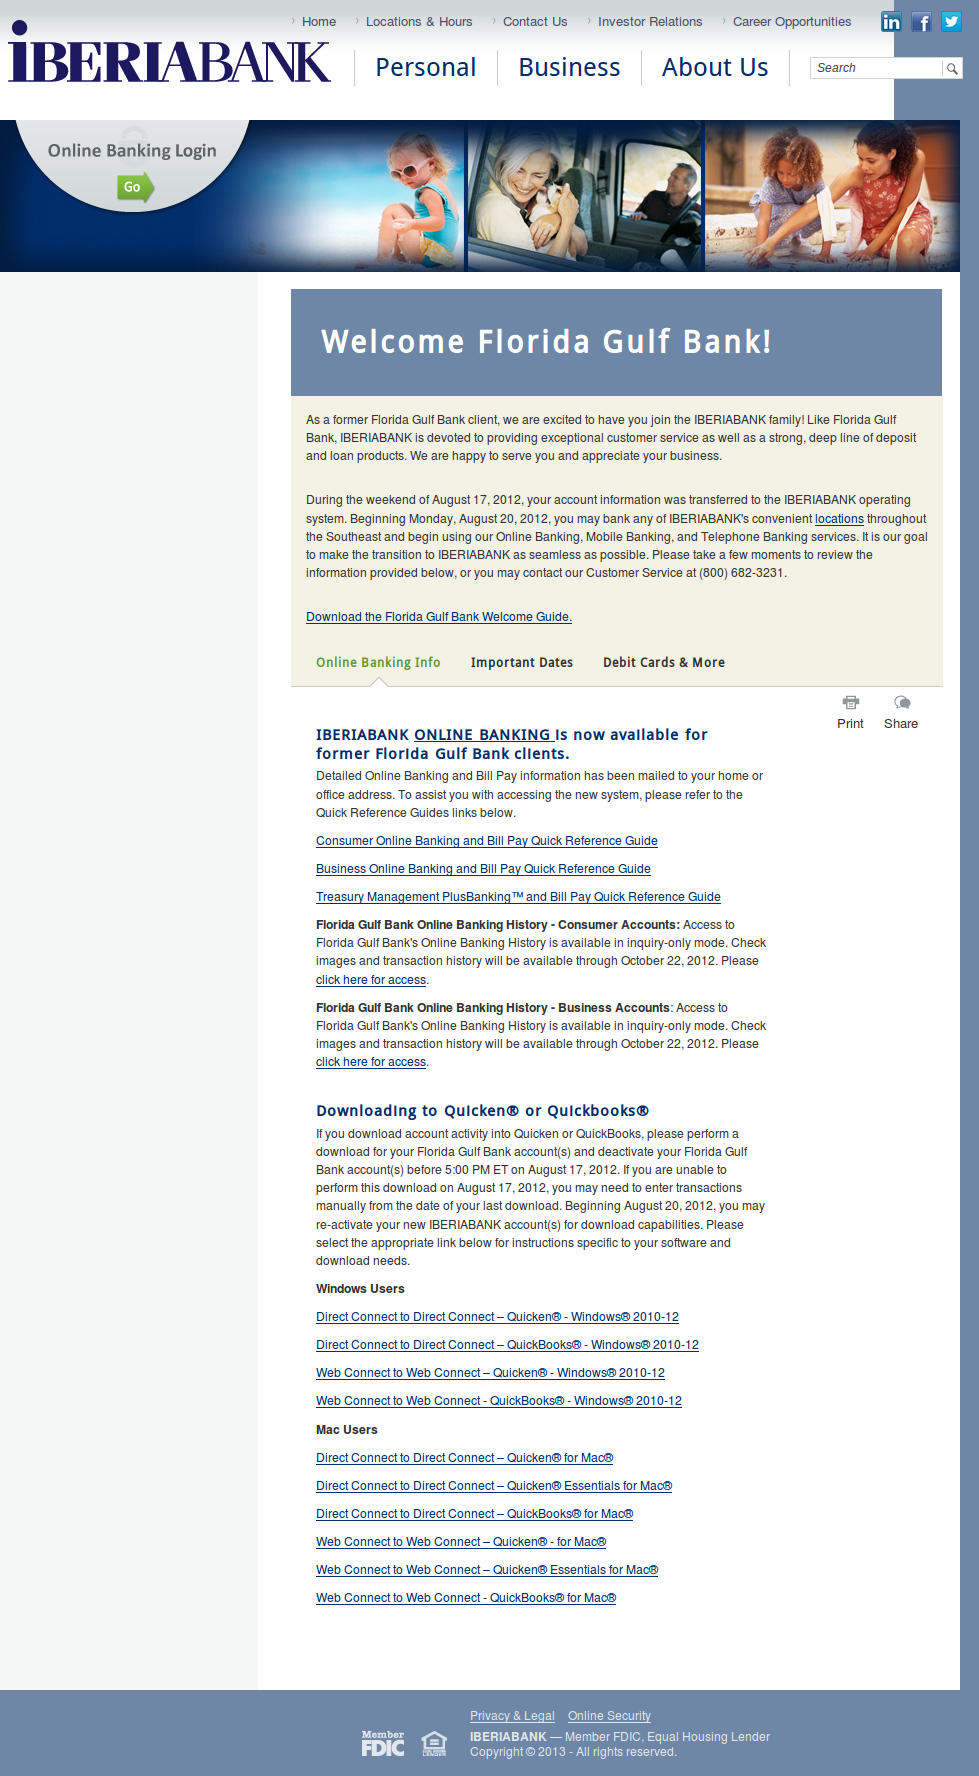 Home Locations & Hours Contact Us Investor Relations Career Opportunities
IBERIABANK
Personal Business About Us
Search
Online Banking Login
Go
Welcome Florida Gulf Bank!
As a former Florida Gulf Bank client, we are excited to have you join the IBERIABANK family! Like Florida Gulf
Bank, IBERIABANK is devoted to providing exceptional customer service as well as a strong, deep line of deposit
and loan products. We are happy to serve you and appreciate your business.
During the weekend of August 17, 2012, your account information was transferred to the IBERIABANK operating
system. Beginning Monday, August 20, 2012, you may bank any of IBERIABANK's convenient locations throughout
the Southeast and begin using our Online Banking, Mobile Banking, and Telephone Banking services. It is our goal
to make the transition to IBERIABANK as seamless as possible. Please take a few moments to review the
information provided below, or you may contact our Customer Service at (800) 682-3231.
Download the Florida Gulf Bank Welcome Guide.
Online Banking Info Important Dates Debit Cards & More
Print Share
IBERIABANK ONLINE BANKING is now available for
former Florida Gulf Bank clients.
Detailed Online Banking and Bill Pay information has been mailed to your home or
office address. To assist you with accessing the new system, please refer to the
Quick Reference Guides links below.
Consumer Online Banking and Bill Pay Quick Reference Guide
Business Online Banking and Bill Pay Quick Reference Guide
Treasury Management PlusBanking™ and Bill Pay Quick Reference Guide
Florida Gulf Bank Online Banking History - Consumer Accounts: Access to
Florida Gulf Bank's Online Banking History is available in inquiry-only mode. Check
images and transaction history will be available through October 22, 2012. Please
click here for access.
Florida Gulf Bank Online Banking History - Business Accounts: Access to
Florida Gulf Bank's Online Banking History is available in inquiry-only mode. Check
images and transaction history will be available through October 22, 2012. Please
click here for access.
Downloading to Quicken® or Quickbooks®
If you download account activity into Quicken or QuickBooks, please perform a
download for your Florida Gulf Bank account(s) and deactivate your Florida Gulf
Bank account(s) before 5:00 PM ET on August 17, 2012. If you are unable to
perform this download on August 17, 2012, you may need to enter transactions
manually from the date of your last download. Beginning August 20, 2012, you may
re-activate your new IBERIABANK account(s) for download capabilities. Please
select the appropriate link below for instructions specific to your software and
download needs.
Windows Users
Direct Connect to Direct Connect – Quicken® - Windows® 2010-12
Direct Connect to Direct Connect – QuickBooks® - Windows® 2010-12
Web Connect to Web Connect – Quicken® - Windows® 2010-12
Web Connect to Web Connect - QuickBooks® - Windows® 2010-12
Mac Users
Direct Connect to Direct Connect – Quicken® for Mac®
Direct Connect to Direct Connect – Quicken® Essentials for Mac®
Direct Connect to Direct Connect – QuickBooks® for Mac®
Web Connect to Web Connect – Quicken® - for Mac®
Web Connect to Web Connect – Quicken® Essentials for Mac®
Web Connect to Web Connect - QuickBooks® for Mac®
Privacy & Legal Online Security
Member
FDIC
IBERIABANK — Member FDIC, Equal Housing Lender
Copyright © 2013 - All rights reserved.